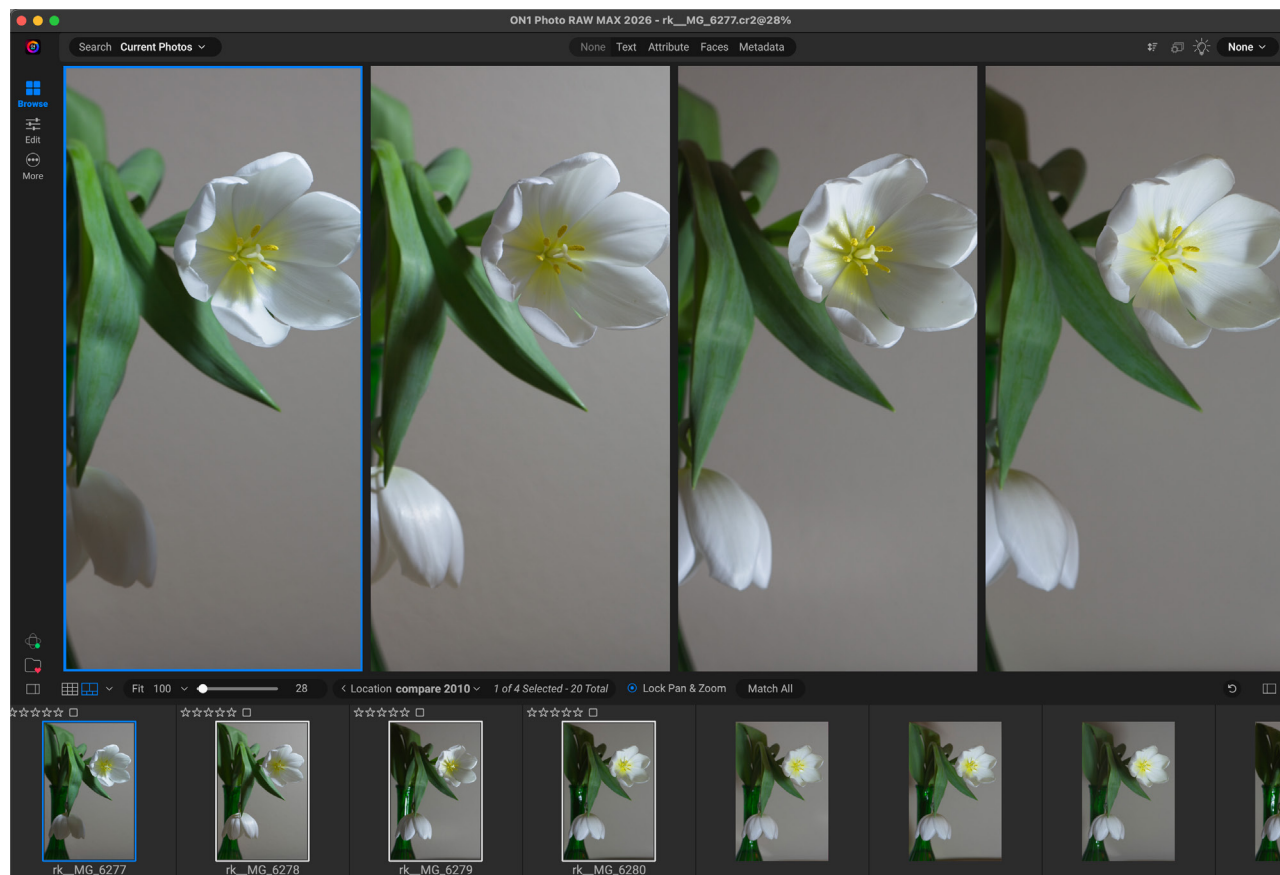 ON1 Photo RAW MAX 2026 - rk__MG_6277.cr2@28%
Search Current Photos
None Text Attribute Faces Metadata
None
Browse
Edit
More
Fit 100 28
Location compare 2010 1 of 4 Selected - 20 Total
Lock Pan & Zoom
Match All
rk__MG_6277
rk__MG_6278
rk__MG_6279
rk__MG_6280